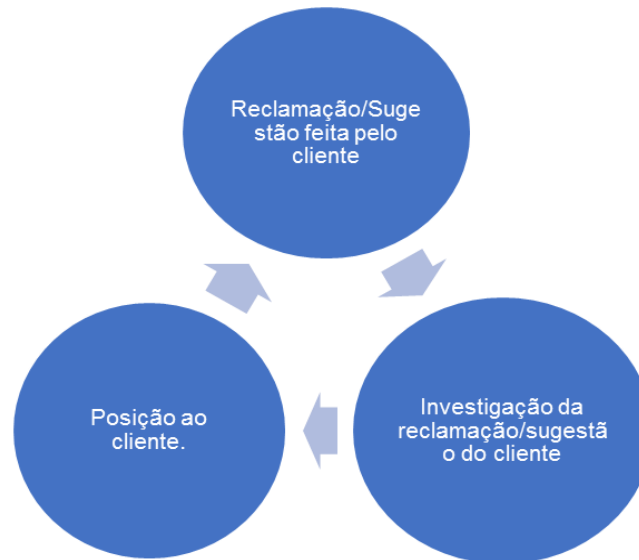 Reclamação/Suge
stão feita pelo
cliente
Investigação da
reclamação/sugestã
o do cliente
Posição ao
cliente.